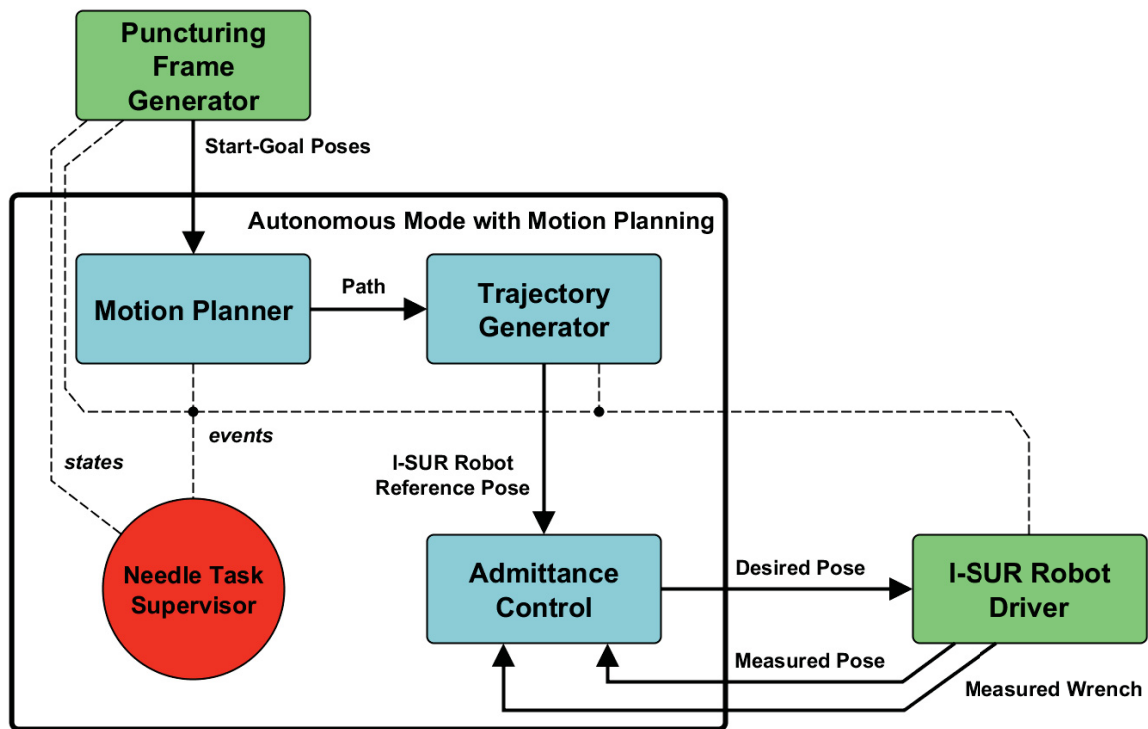 Puncturing
Frame
Generator
Start-Goal Poses
Autonomous Mode with Motion Planning
Motion Planner
Path
Trajectory
Generator
events
states
I-SUR Robot
Reference Pose
Needle Task
Supervisor
Admittance
Control
Desired Pose
I-SUR Robot
Driver
Measured Pose
Measured Wrench